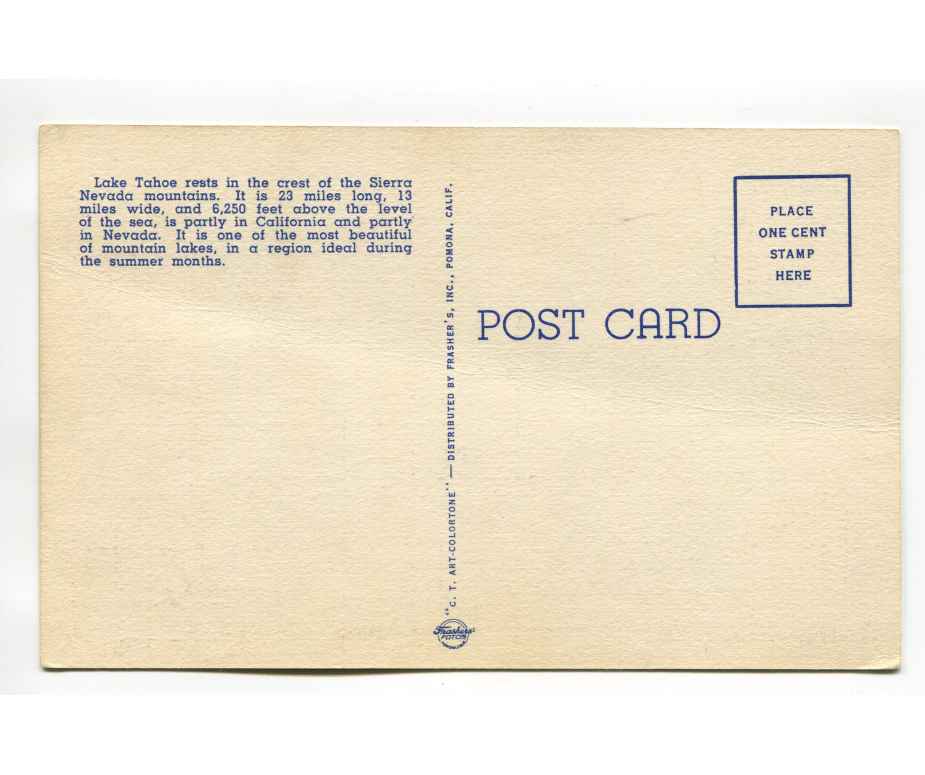 Lake Tahoe rests in the crest of the Sierra
Nevada mountains. It is 23 miles long, 13
miles wide, and 6,250 feet above the level
of the sea, is partly in California and partly
in Nevada. It is one of the most beautiful
of mountain lakes, in a region ideal during
the summer months.
"C. T. ART-COLORTONE" — DISTRIBUTED BY FRASHER'S, INC., POMONA, CALIF.
Frashers'
FOTOS
POST CARD
PLACE
ONE CENT
STAMP
HERE